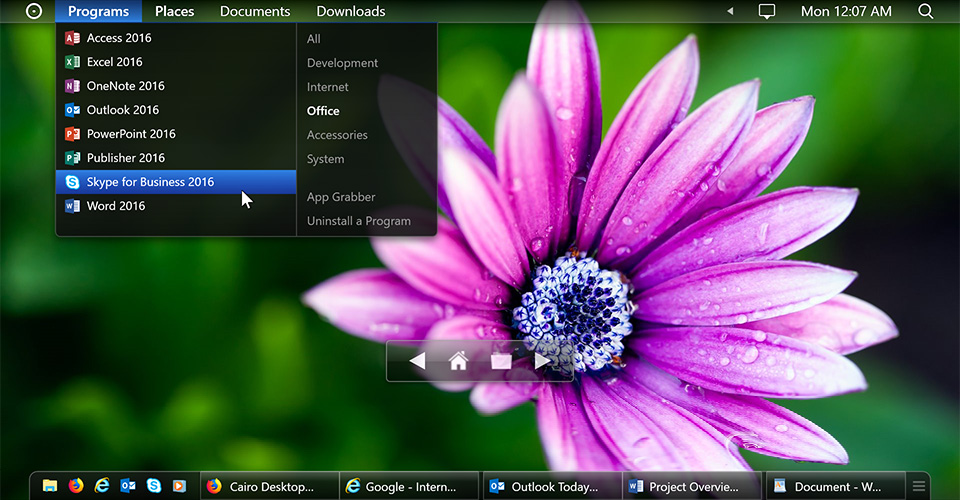 Programs Places Documents Downloads Mon 12:07 AM
Access 2016
Excel 2016
OneNote 2016
Outlook 2016
PowerPoint 2016
Publisher 2016
Skype for Business 2016
Word 2016
All
Development
Internet
Office
Accessories
System
App Grabber
Uninstall a Program
Cairo Desktop... Google - Intern... Outlook Today... Project Overvie... Document - W...